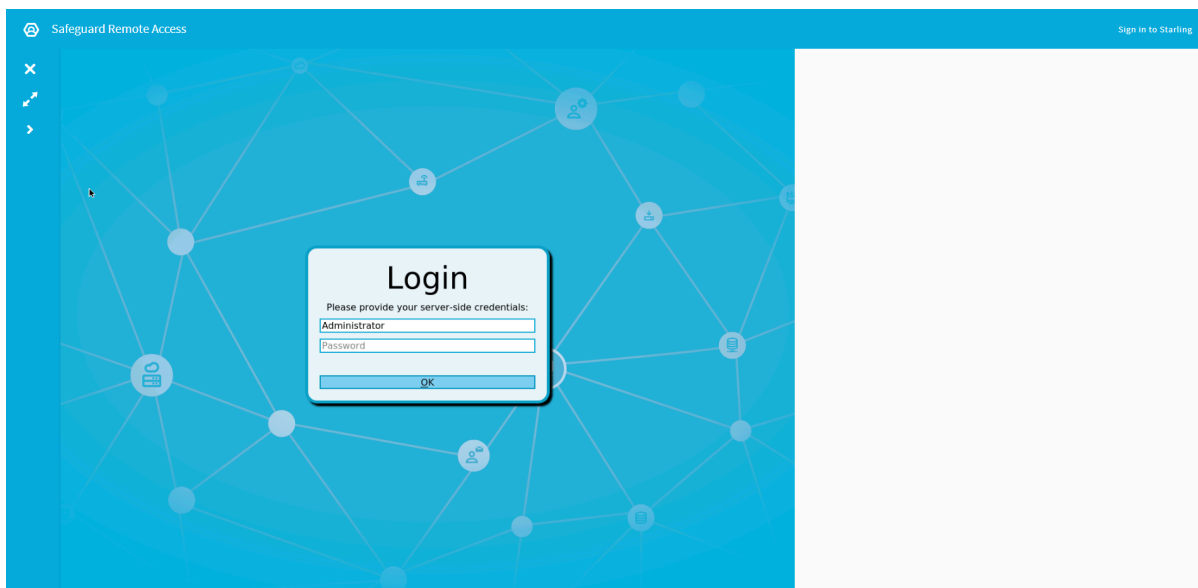 Safeguard Remote Access
Sign in to Starling
Login
Please provide your server-side credentials:
Administrator
Password
OK